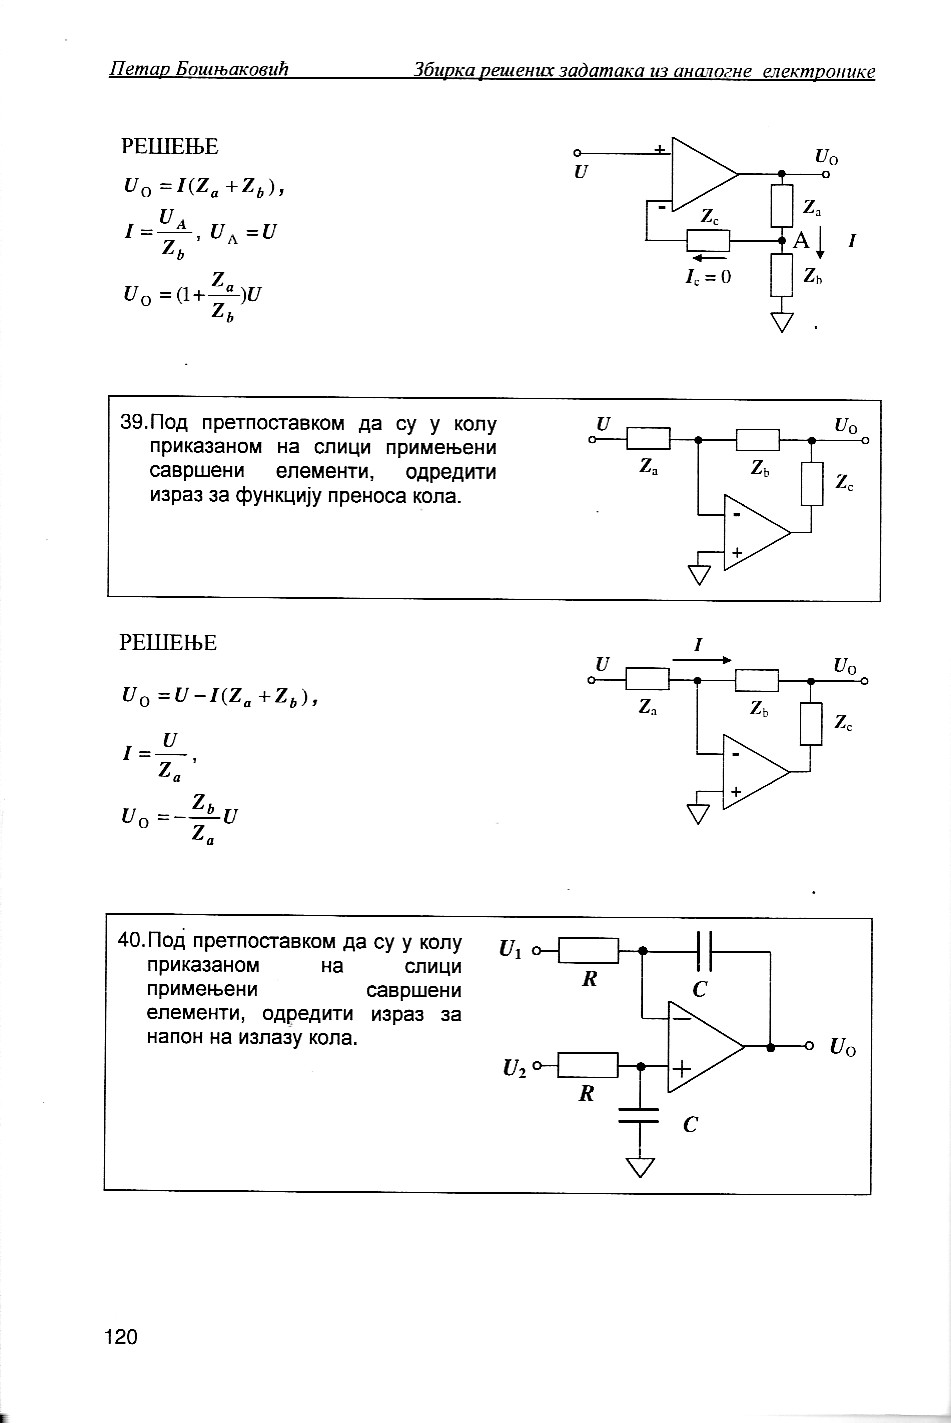 Петар Бошњаковић Збирка решених задатака из аналогне електронике
РЕШЕЊЕ
U_O = I(Z_a + Z_b),
I = U_A / Z_b , U_A = U
U_O = (1 + Z_a / Z_b)U
+
-
U
U_O
Z_a
Z_c
A
I
I_c = 0
Z_b
39. Под претпоставком да су у колу
приказаном на слици примењени
савршени елементи, одредити
израз за функцију преноса кола.
U
U_O
Z_a
Z_b
Z_c
-
+
РЕШЕЊЕ
U_O = U - I(Z_a + Z_b),
I = U / Z_a ,
U_O = - Z_b / Z_a U
I
U
U_O
Z_a
Z_b
Z_c
-
+
40. Под претпоставком да су у колу
приказаном на слици
примењени савршени
елементи, одредити израз за
напон на излазу кола.
U_1
R
C
−
U_O
U_2
+
R
C
120